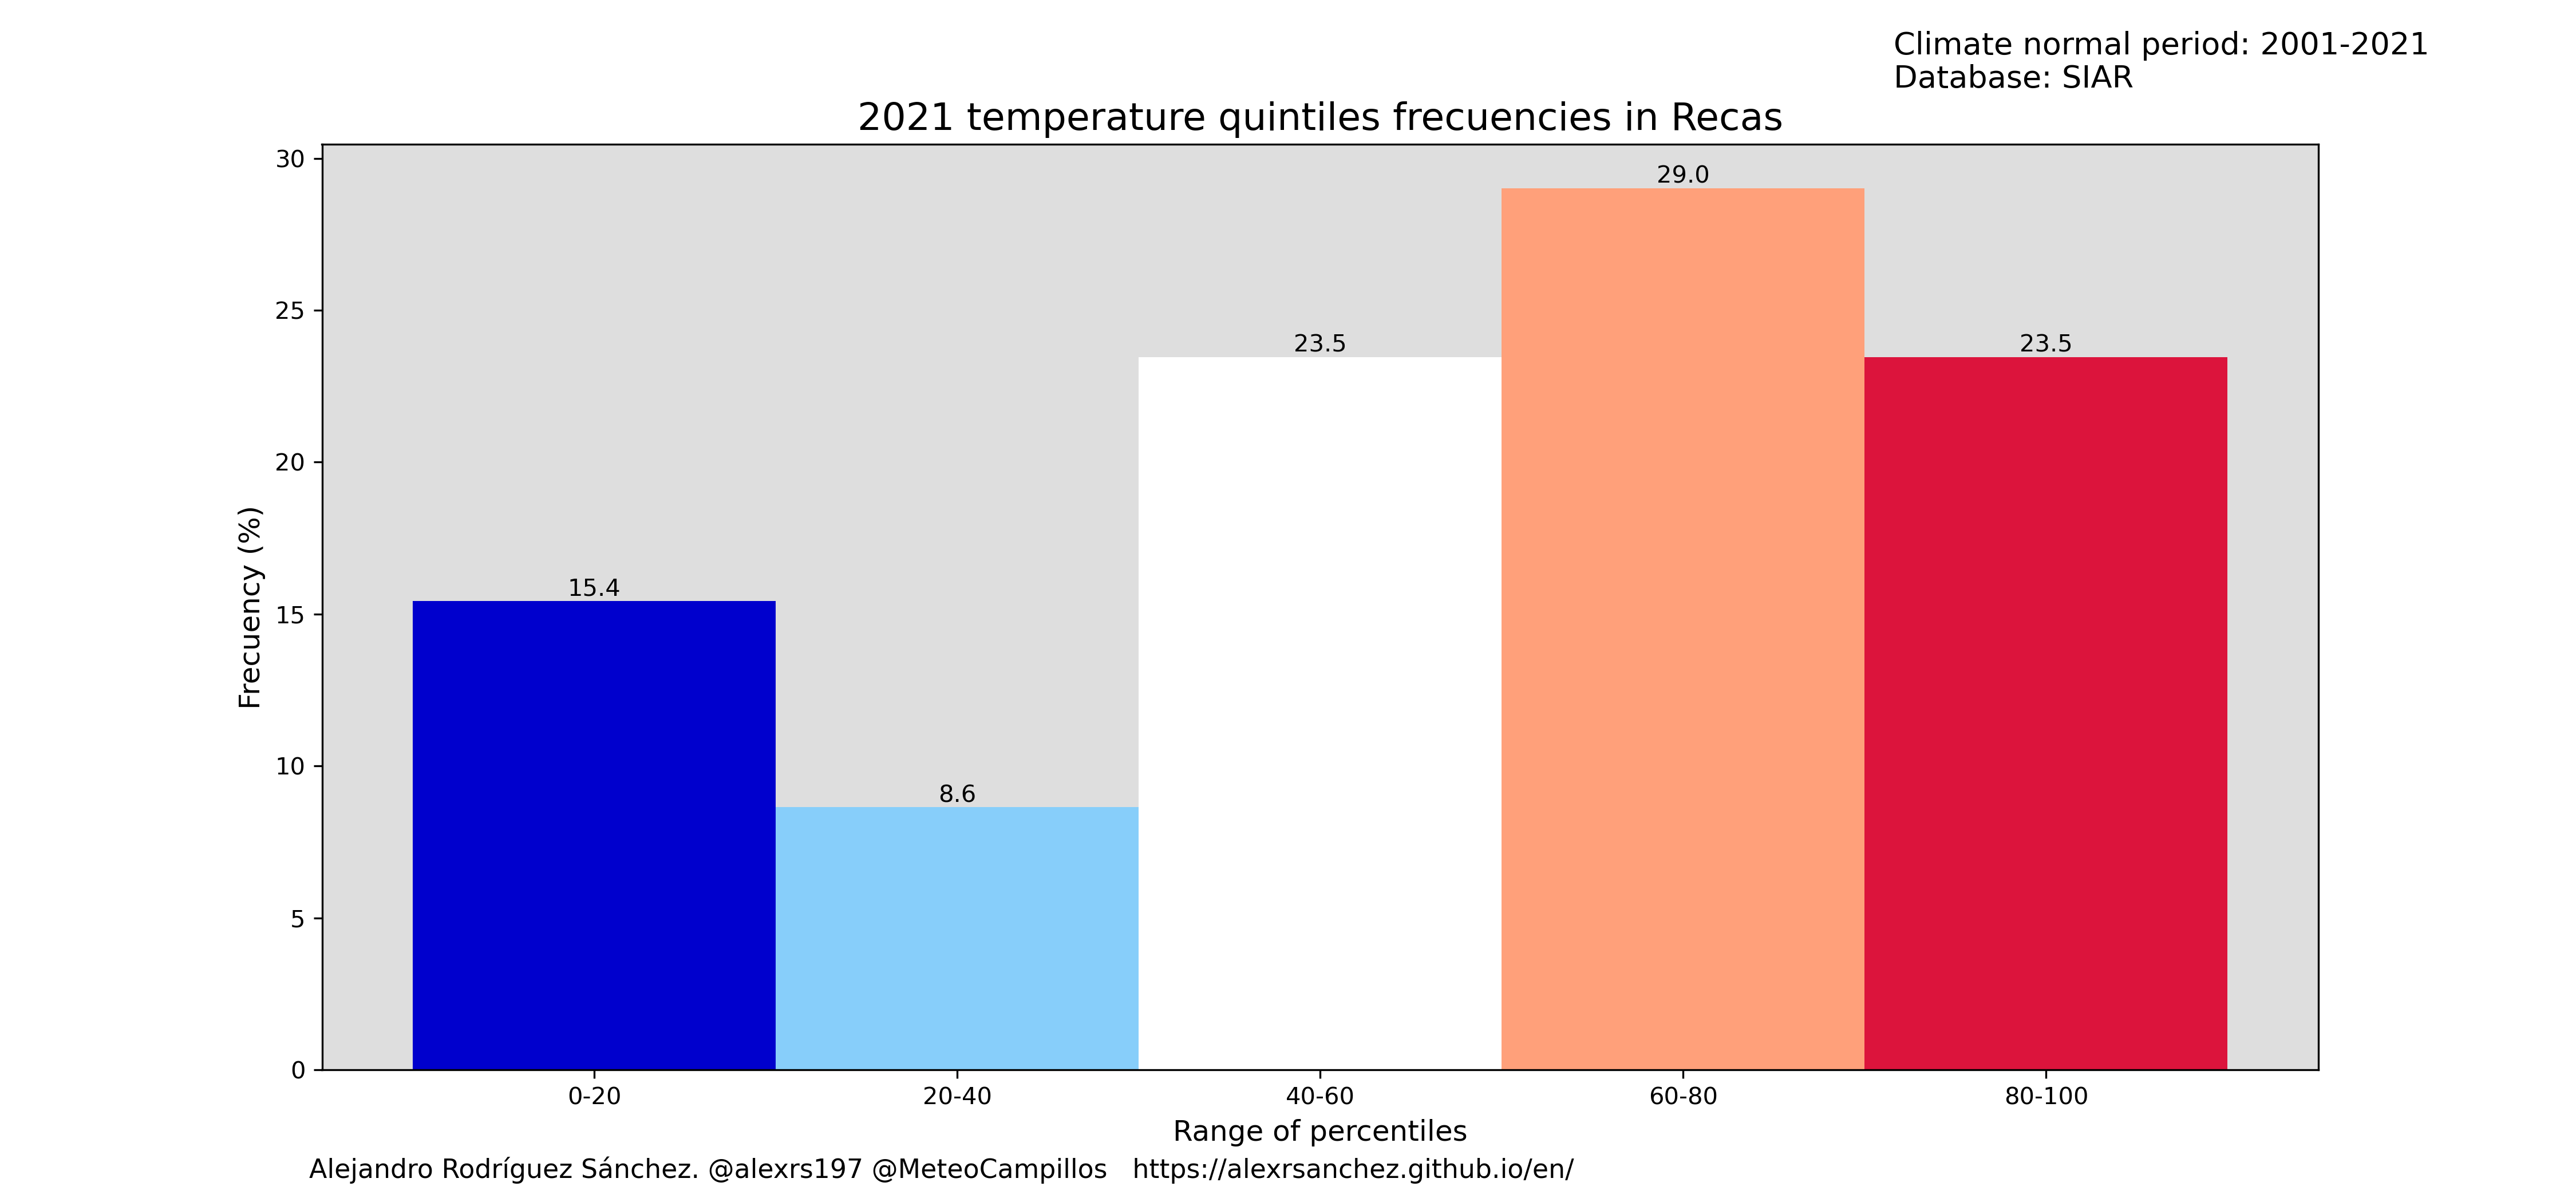 Climate normal period: 2001-2021
Database: SIAR
2021 temperature quintiles frecuencies in Recas
30
25
20
15
10
5
0
Frecuency (%)
15.4
8.6
23.5
29.0
23.5
0-20
20-40
40-60
60-80
80-100
Range of percentiles
Alejandro Rodríguez Sánchez. @alexrs197 @MeteoCampillos https://alexrsanchez.github.io/en/